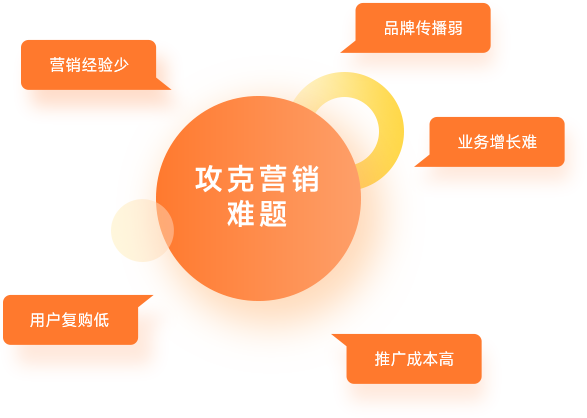 品牌传播弱
营销经验少
业务增长难
攻克营销
难题
用户复购低
推广成本高